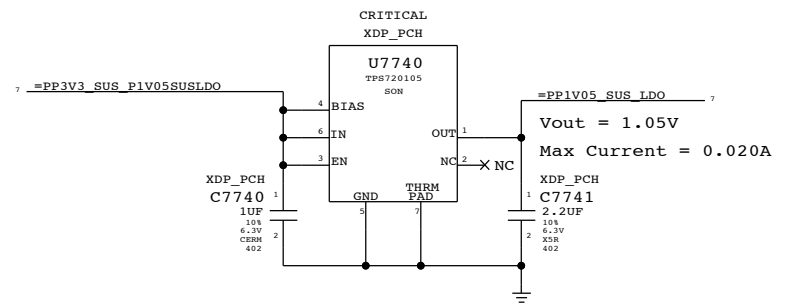 CRITICAL
XDP_PCH
U7740
TPS720105
SON
7 =PP3V3_SUS_P1V05SUSLDO
=PP1V05_SUS_LDO 7
4 BIAS
Vout = 1.05V
6 IN
OUT 1
Max Current = 0.020A
3 EN
NC 2 NC
XDP_PCH
THRM
XDP_PCH
C7740 1
GND
PAD
1 C7741
1UF
5
7
2.2UF
10%
10%
6.3V
6.3V
CERM 2
2 X5R
402
402